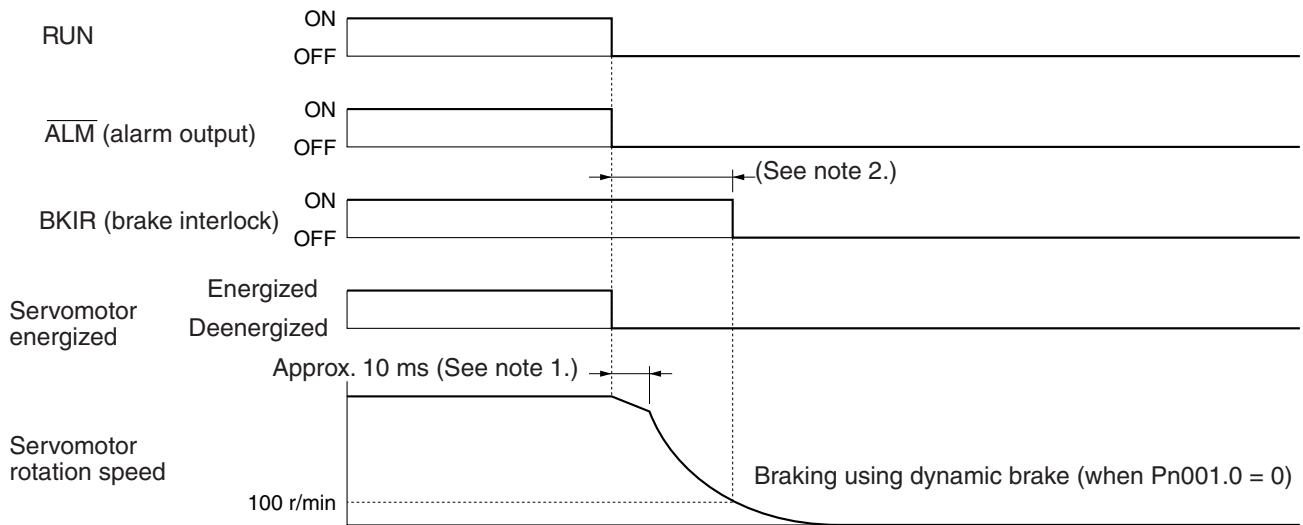 RUN
ON
OFF
ALM (alarm output)
ON
OFF
(See note 2.)
BKIR (brake interlock)
ON
OFF
Servomotor
energized
Energized
Deenergized
Approx. 10 ms (See note 1.)
Servomotor
rotation speed
Braking using dynamic brake (when Pn001.0 = 0)
100 r/min